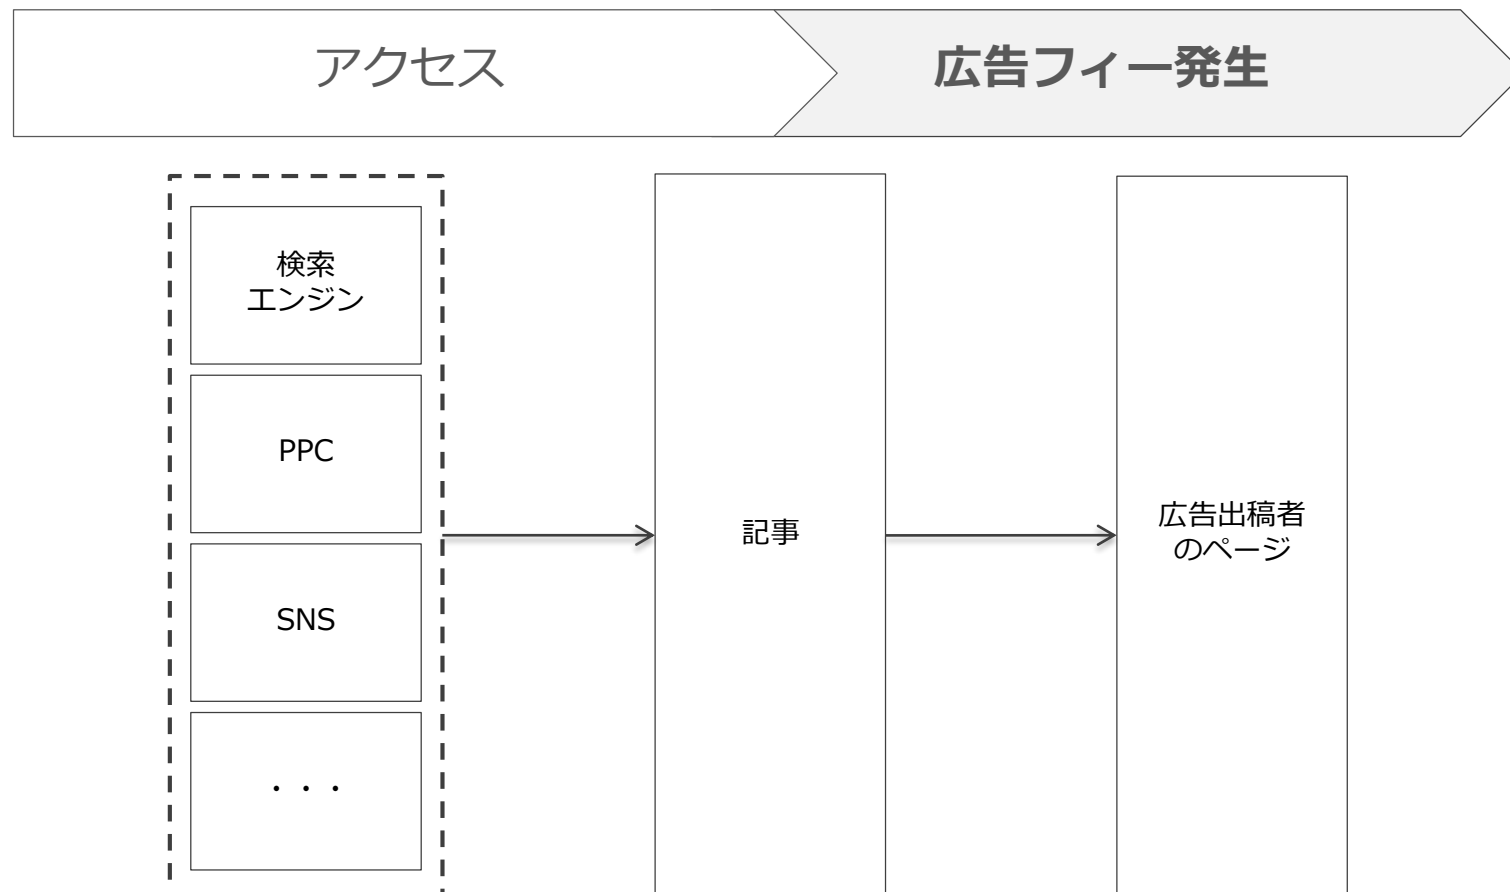 アクセス
広告フィー発生
検索
エンジン
PPC
SNS
・・・
記事
広告出稿者
のページ